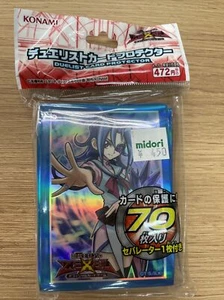 KONAMI
デュエリストカードプロテクター
DUELIST CARD PROTECTOR
472円
midori
カードの保護に
70
枚入り
セパレーター1枚付き